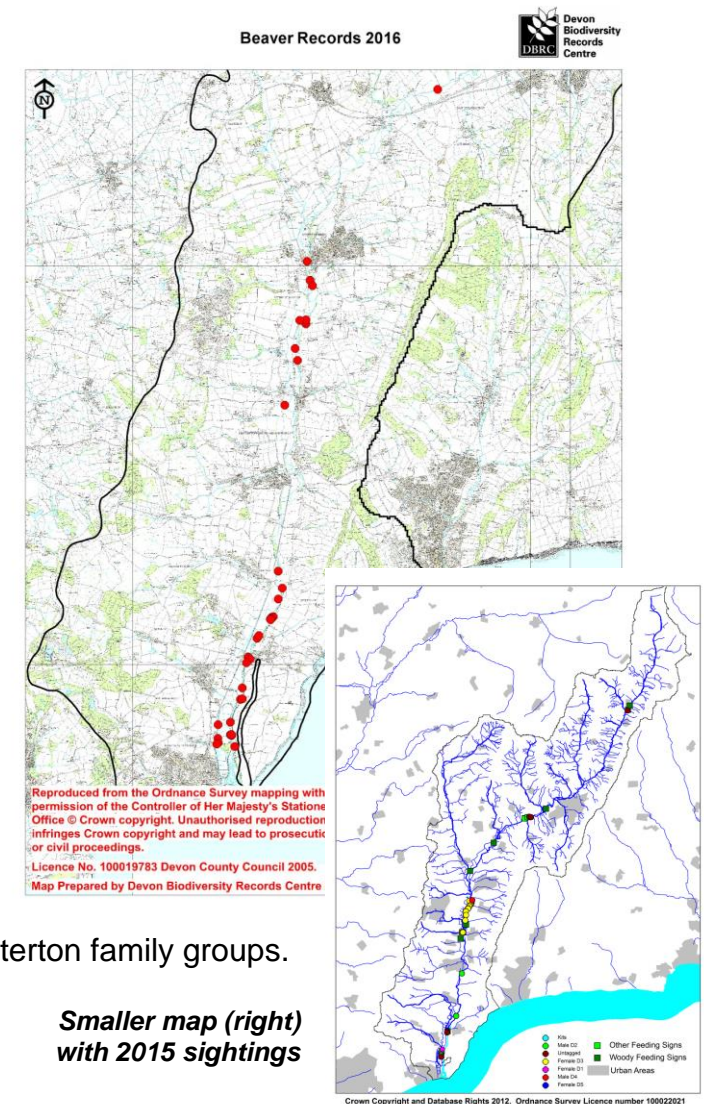 Beaver Records 2016
DBRC
Devon
Biodiversity
Records
Centre
N
Reproduced from the Ordnance Survey mapping with
permission of the Controller of Her Majesty's Statione
Office © Crown copyright. Unauthorised reproduction
infringes Crown copyright and may lead to prosecutic
or civil proceedings.
Licence No. 100019783 Devon County Council 2005.
Map Prepared by Devon Biodiversity Records Centre
terton family groups.
Smaller map (right)
with 2015 sightings
Kits
Male D2
Untagged
Female D3
Female D1
Male D4
Female D5
Other Feeding Signs
Woody Feeding Signs
Urban Areas
Crown Copyright and Database Rights 2012. Ordnance Survey Licence number 100022021